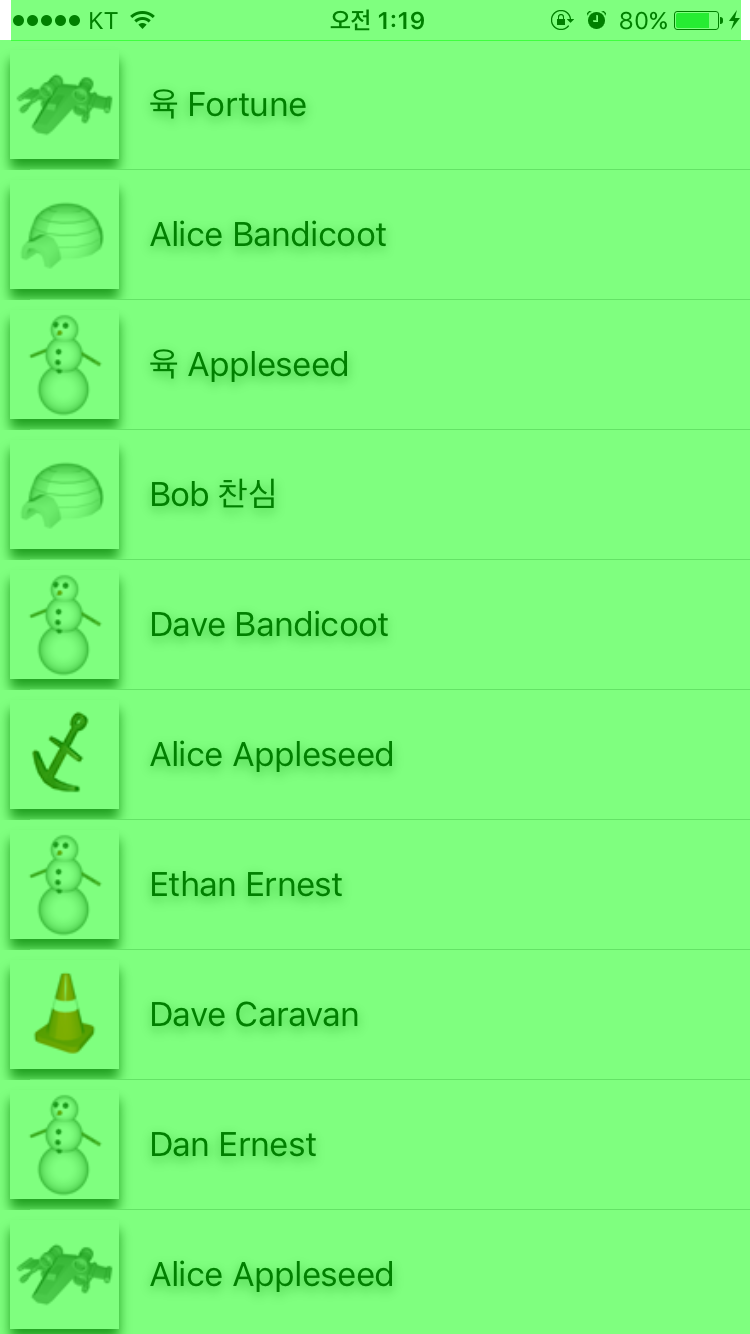 KT 오전 1:19 80%
육 Fortune
Alice Bandicoot
육 Appleseed
Bob 찬심
Dave Bandicoot
Alice Appleseed
Ethan Ernest
Dave Caravan
Dan Ernest
Alice Appleseed